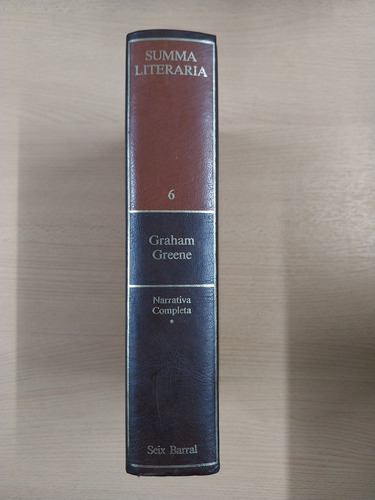 SUMMA
LITERARIA
6
Graham
Greene
Narrativa
Completa
*
Seix Barral